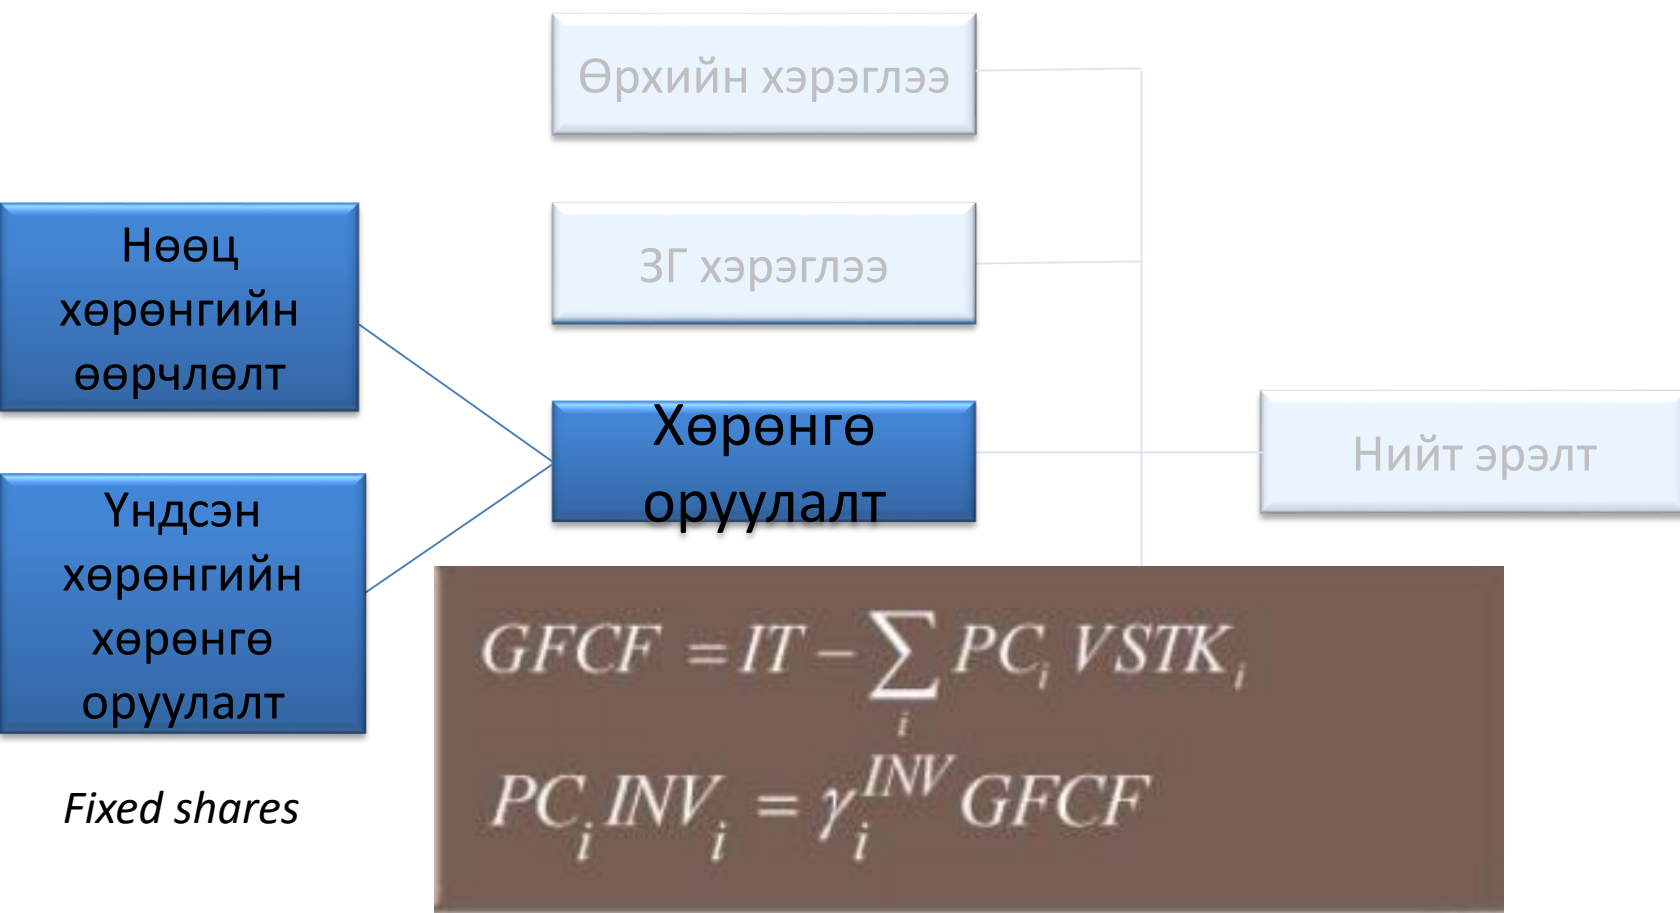 Өрхийн хэрэглээ
ЗГ хэрэглээ
Нөөц
хөрөнгийн
өөрчлөлт
Хөрөнгө
оруулалт
Нийт эрэлт
Үндсэн
хөрөнгийн
хөрөнгө
оруулалт
Fixed shares
GFCF = IT − ∑_i PC_i VSTK_i
PC_i INV_i = γ_i^{INV} GFCF